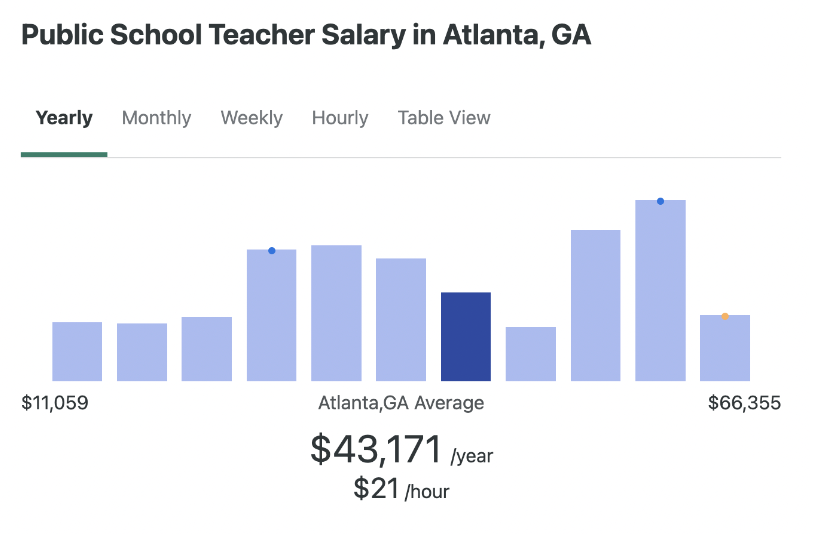 Public School Teacher Salary in Atlanta, GA
Yearly Monthly Weekly Hourly Table View
$11,059 Atlanta,GA Average $66,355
$43,171 /year
$21 /hour